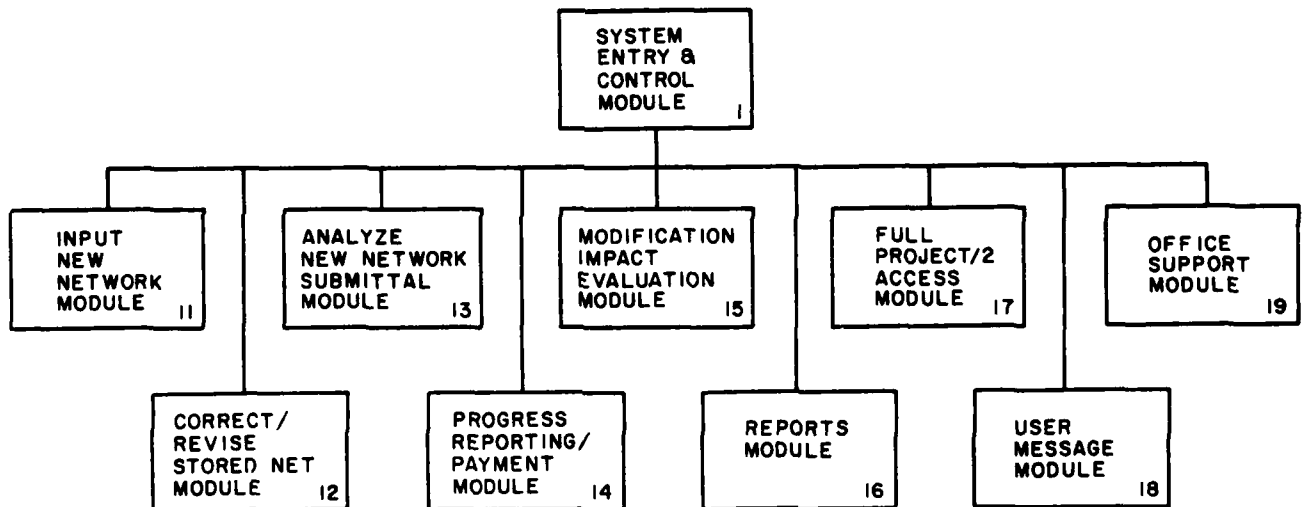 SYSTEM
ENTRY &
CONTROL
MODULE
1
INPUT
NEW
NETWORK
MODULE
11
ANALYZE
NEW NETWORK
SUBMITTAL
MODULE
13
MODIFICATION
IMPACT
EVALUATION
MODULE
15
FULL
PROJECT/2
ACCESS
MODULE
17
OFFICE
SUPPORT
MODULE
19
CORRECT/
REVISE
STORED NET
MODULE
12
PROGRESS
REPORTING/
PAYMENT
MODULE
14
REPORTS
MODULE
16
USER
MESSAGE
MODULE
18